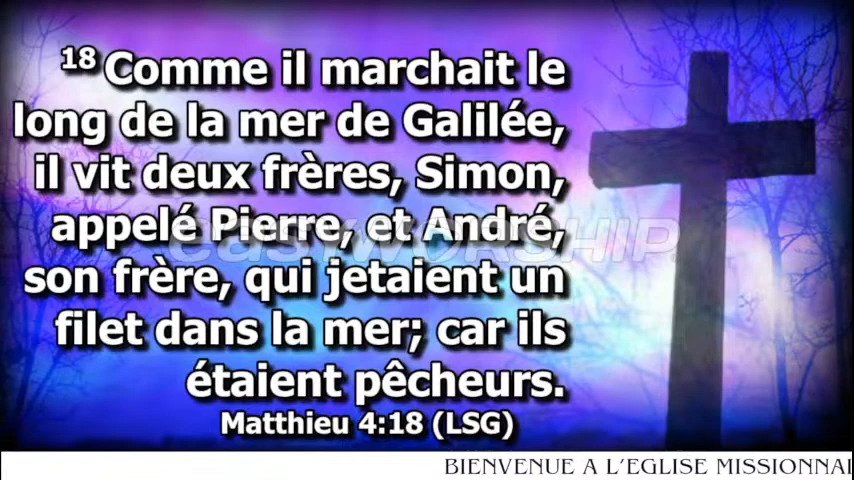 18 Comme il marchait le
long de la mer de Galilée,
il vit deux frères, Simon,
appelé Pierre, et André,
son frère, qui jetaient un
filet dans la mer; car ils
étaient pêcheurs.
Matthieu 4:18 (LSG)
easyWORSHIP
BIENVENUE A L'EGLISE MISSIONNAI